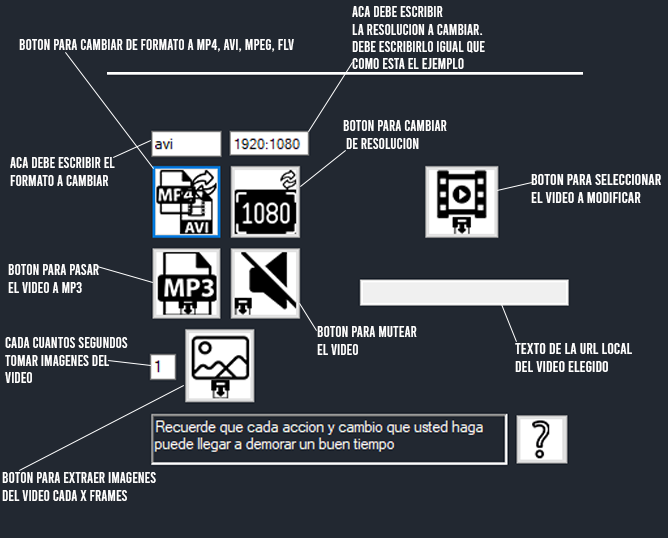 BOTON PARA CAMBIAR DE FORMATO A MP4, AVI, MPEG, FLV
ACA DEBE ESCRIBIR
LA RESOLUCION A CAMBIAR.
DEBE ESCRIBIRLO IGUAL QUE
COMO ESTA EL EJEMPLO
avi
1920:1080
BOTON PARA CAMBIAR
DE RESOLUCION
ACA DEBE ESCRIBIR EL
FORMATO A CAMBIAR
MP4
AVI
1080
BOTON PARA SELECCIONAR
EL VIDEO A MODIFICAR
BOTON PARA PASAR
EL VIDEO A MP3
MP3
BOTON PARA MUTEAR
EL VIDEO
TEXTO DE LA URL LOCAL
DEL VIDEO ELEGIDO
CADA CUANTOS SEGUNDOS
TOMAR IMAGENES DEL
VIDEO
1
Recuerde que cada accion y cambio que usted haga
puede llegar a demorar un buen tiempo
?
BOTON PARA EXTRAER IMAGENES
DEL VIDEO CADA X FRAMES